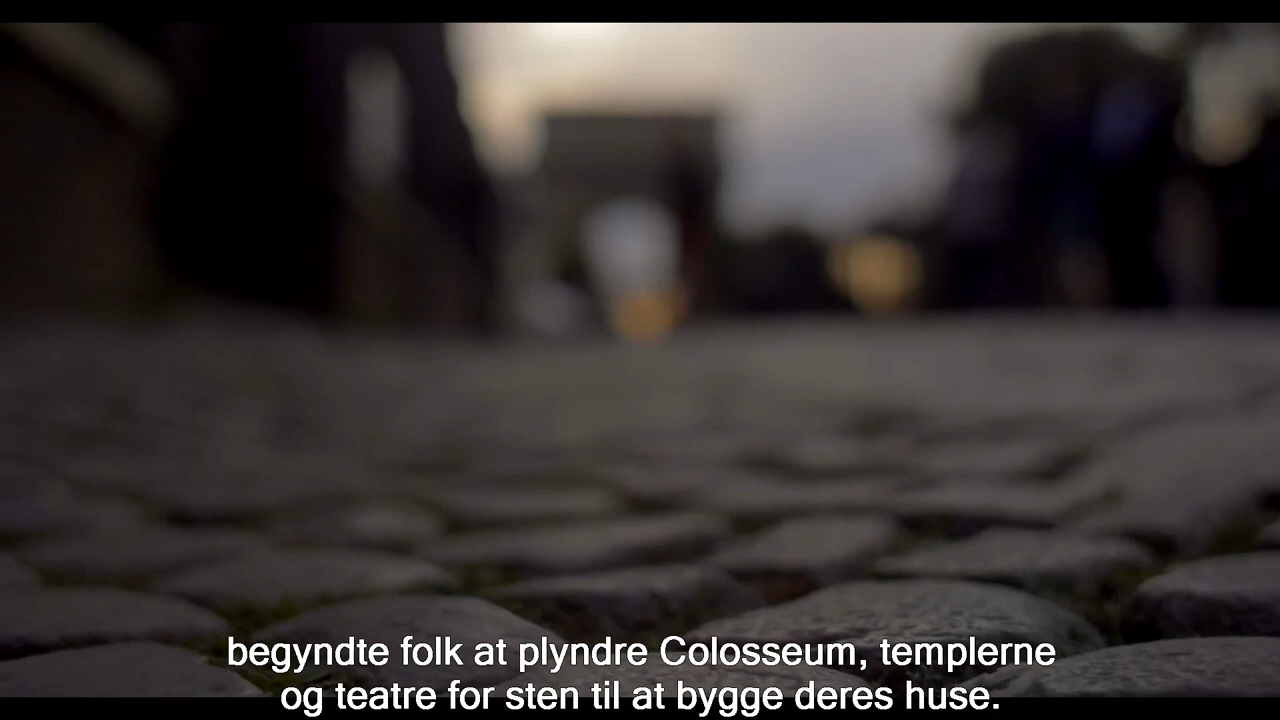 begyndte folk at plyndre Colosseum, templerne
og teatre for sten til at bygge deres huse.